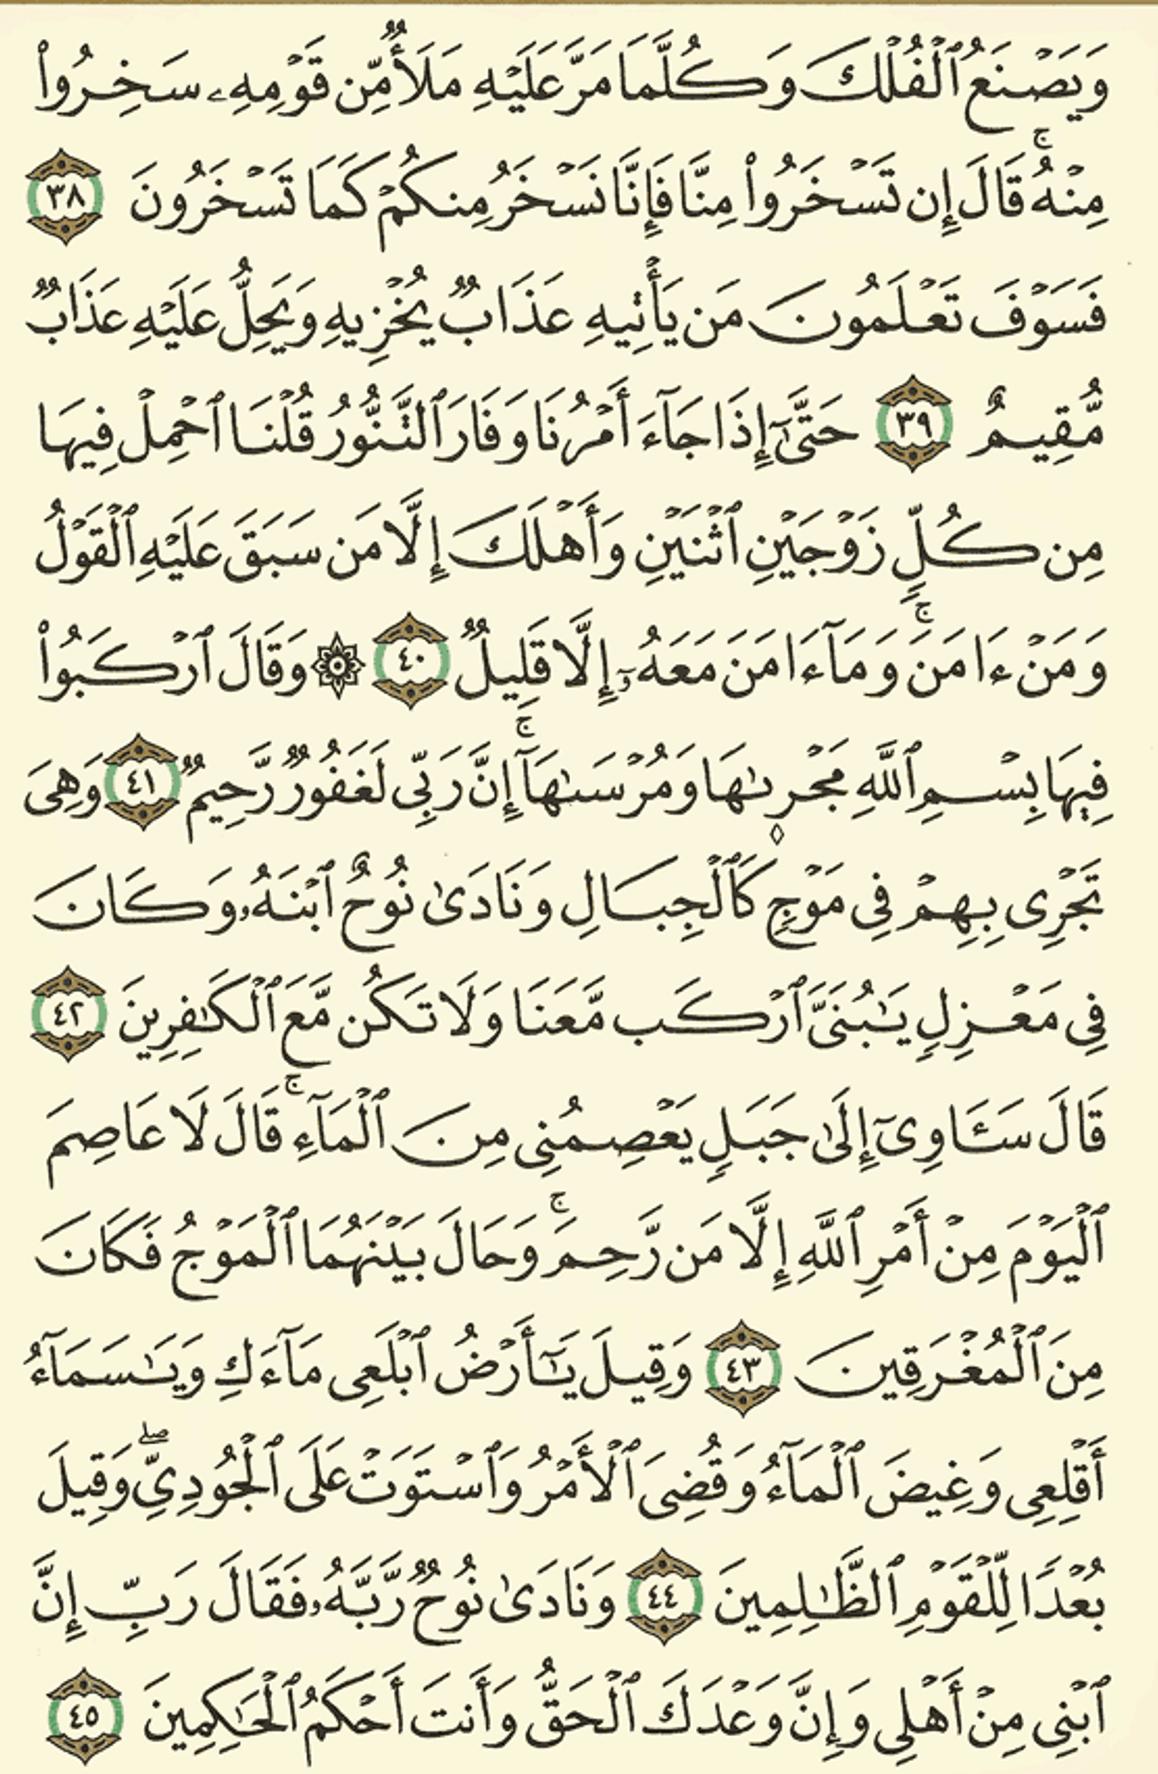 وَيَصْنَعُ ٱلْفُلْكَ وَكُلَّمَا مَرَّ عَلَيْهِ مَلَأٌ مِّن قَوْمِهِۦ سَخِرُوا۟
مِنْهُ ۚ قَالَ إِن تَسْخَرُوا۟ مِنَّا فَإِنَّا نَسْخَرُ مِنكُمْ كَمَا تَسْخَرُونَ ٣٨
فَسَوْفَ تَعْلَمُونَ مَن يَأْتِيهِ عَذَابٌ يُخْزِيهِ وَيَحِلُّ عَلَيْهِ عَذَابٌ
مُّقِيمٌ ٣٩ حَتَّىٰٓ إِذَا جَآءَ أَمْرُنَا وَفَارَ ٱلتَّنُّورُ قُلْنَا ٱحْمِلْ فِيهَا
مِن كُلٍّ زَوْجَيْنِ ٱثْنَيْنِ وَأَهْلَكَ إِلَّا مَن سَبَقَ عَلَيْهِ ٱلْقَوْلُ
وَمَنْ ءَامَنَ ۚ وَمَآ ءَامَنَ مَعَهُۥٓ إِلَّا قَلِيلٌ ٤٠ ۞ وَقَالَ ٱرْكَبُوا۟
فِيهَا بِسْمِ ٱللَّهِ مَجْر۪ىٰهَا وَمُرْسَىٰهَآ ۚ إِنَّ رَبِّى لَغَفُورٌ رَّحِيمٌ ٤١ وَهِىَ
تَجْرِى بِهِمْ فِى مَوْجٍ كَٱلْجِبَالِ وَنَادَىٰ نُوحٌ ٱبْنَهُۥ وَكَانَ
فِى مَعْزِلٍ يَـٰبُنَىَّ ٱرْكَب مَّعَنَا وَلَا تَكُن مَّعَ ٱلْكَـٰفِرِينَ ٤٢
قَالَ سَـَٔاوِىٓ إِلَىٰ جَبَلٍ يَعْصِمُنِى مِنَ ٱلْمَآءِ ۚ قَالَ لَا عَاصِمَ
ٱلْيَوْمَ مِنْ أَمْرِ ٱللَّهِ إِلَّا مَن رَّحِمَ ۚ وَحَالَ بَيْنَهُمَا ٱلْمَوْجُ فَكَانَ
مِنَ ٱلْمُغْرَقِينَ ٤٣ وَقِيلَ يَـٰٓأَرْضُ ٱبْلَعِى مَآءَكِ وَيَـٰسَمَآءُ
أَقْلِعِى وَغِيضَ ٱلْمَآءُ وَقُضِىَ ٱلْأَمْرُ وَٱسْتَوَتْ عَلَى ٱلْجُودِىِّ ۖ وَقِيلَ
بُعْدًا لِّلْقَوْمِ ٱلظَّـٰلِمِينَ ٤٤ وَنَادَىٰ نُوحٌ رَّبَّهُۥ فَقَالَ رَبِّ إِنَّ
ٱبْنِى مِنْ أَهْلِى وَإِنَّ وَعْدَكَ ٱلْحَقُّ وَأَنتَ أَحْكَمُ ٱلْحَـٰكِمِينَ ٤٥